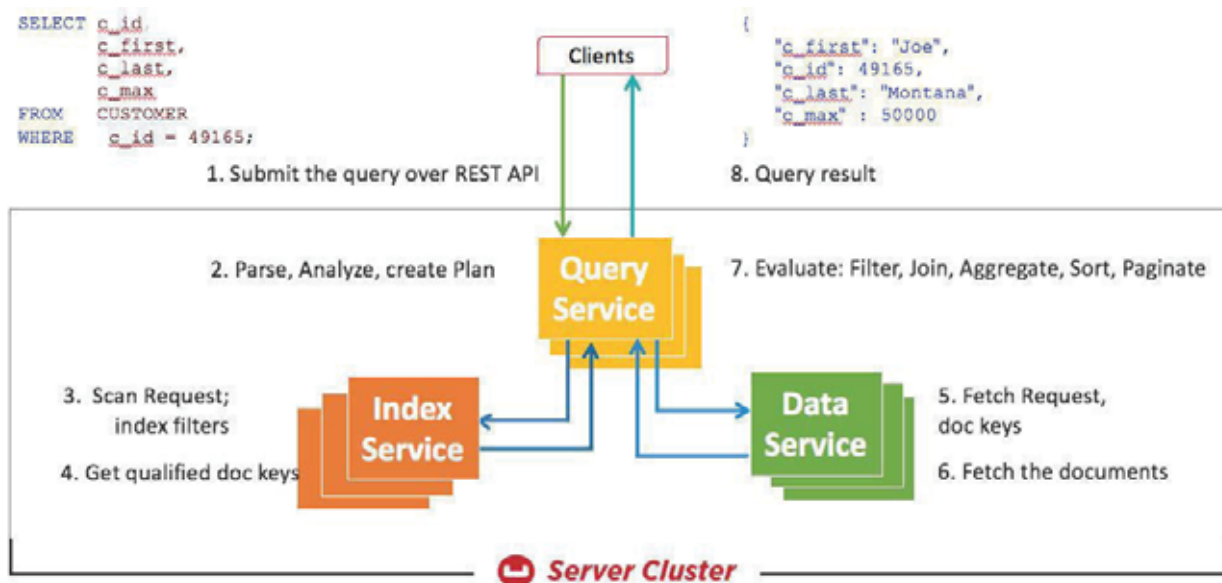 SELECT c_id,
c_first,
c_last,
c_max
FROM CUSTOMER
WHERE c_id = 49165;
Clients
{
"c_first": "Joe",
"c_id": 49165,
"c_last": "Montana",
"c_max" : 50000
}
1. Submit the query over REST API
8. Query result
2. Parse, Analyze, create Plan
Query
Service
7. Evaluate: Filter, Join, Aggregate, Sort, Paginate
3. Scan Request;
index filters
4. Get qualified doc keys
Index
Service
Data
Service
5. Fetch Request,
doc keys
6. Fetch the documents
Server Cluster